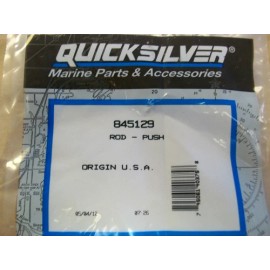 QUICKSILVER
Marine Parts & Accessories
845129
ROD - PUSH
ORIGIN U.S.A.